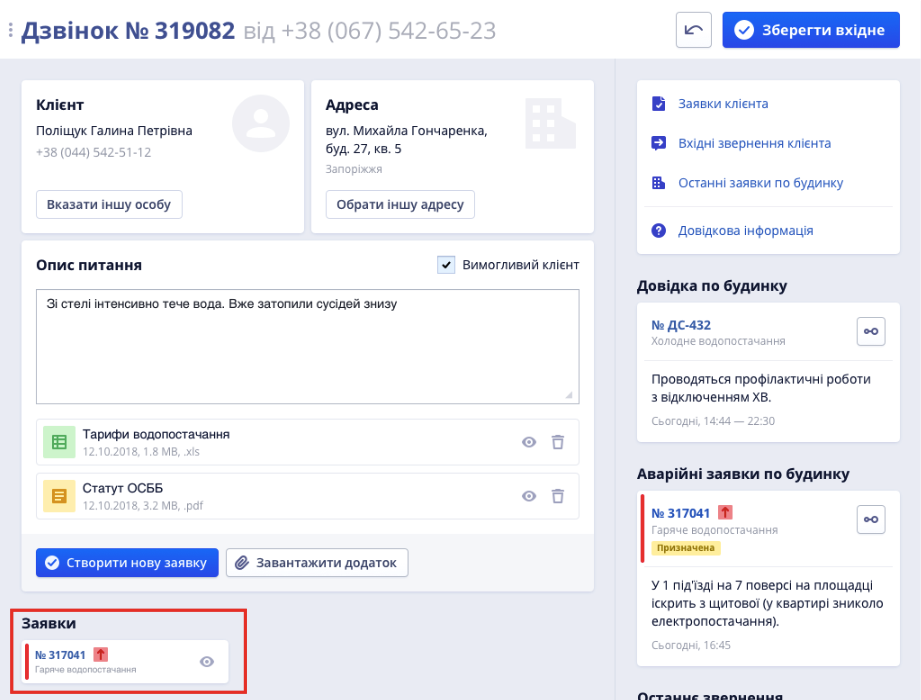 Дзвінок № 319082 від +38 (067) 542-65-23
Зберегти вхідне
Клієнт
Поліщук Галина Петрівна
+38 (044) 542-51-12
Вказати іншу особу
Адреса
вул. Михайла Гончаренка,
буд. 27, кв. 5
Запоріжжя
Обрати іншу адресу
Опис питання
Вимогливий клієнт
Зі стелі інтенсивно тече вода. Вже затопили сусідей знизу
Тарифи водопостачання
12.10.2018, 1.8 MB, .xls
Статут ОСББ
12.10.2018, 3.2 MB, .pdf
Створити нову заявку
Завантажити додаток
Заявки
№ 317041
Гаряче водопостачання
Заявки клієнта
Вхідні звернення клієнта
Останні заявки по будинку
Довідкова інформація
Довідка по будинку
№ ДС-432
Холодне водопостачання
Проводяться профілактичні роботи
з відключенням ХВ.
Сьогодні, 14:44 — 22:30
Аварійні заявки по будинку
№ 317041
Гаряче водопостачання
Призначена
У 1 під'їзді на 7 поверсі на площадці
іскрить з щитової (у квартирі зниколо
електропостачання).
Сьогодні, 16:45
Останнє звернення